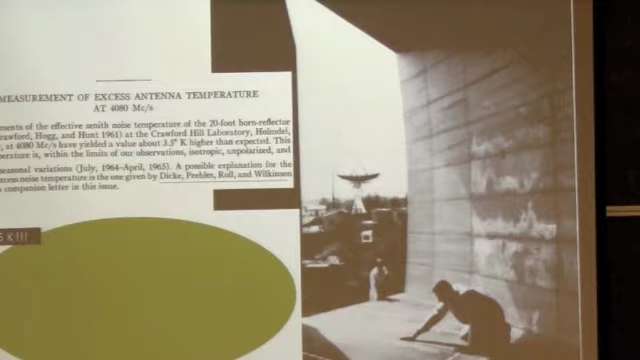 MEASUREMENT OF EXCESS ANTENNA TEMPERATURE
AT 4080 Mc/s
ments of the effective zenith noise temperature of the 20-foot horn-reflector
rawford, Hogg, and Hunt 1961) at the Crawford Hill Laboratory, Holmdel,
, at 4080 Mc/s have yielded a value about 3.5° K higher than expected. This
perature is, within the limits of our observations, isotropic, unpolarized, and
seasonal variations (July, 1964–April, 1965). A possible explanation for the
xcess noise temperature is the one given by Dicke, Peebles, Roll, and Wilkinson
companion letter in this issue.
5 K!!!